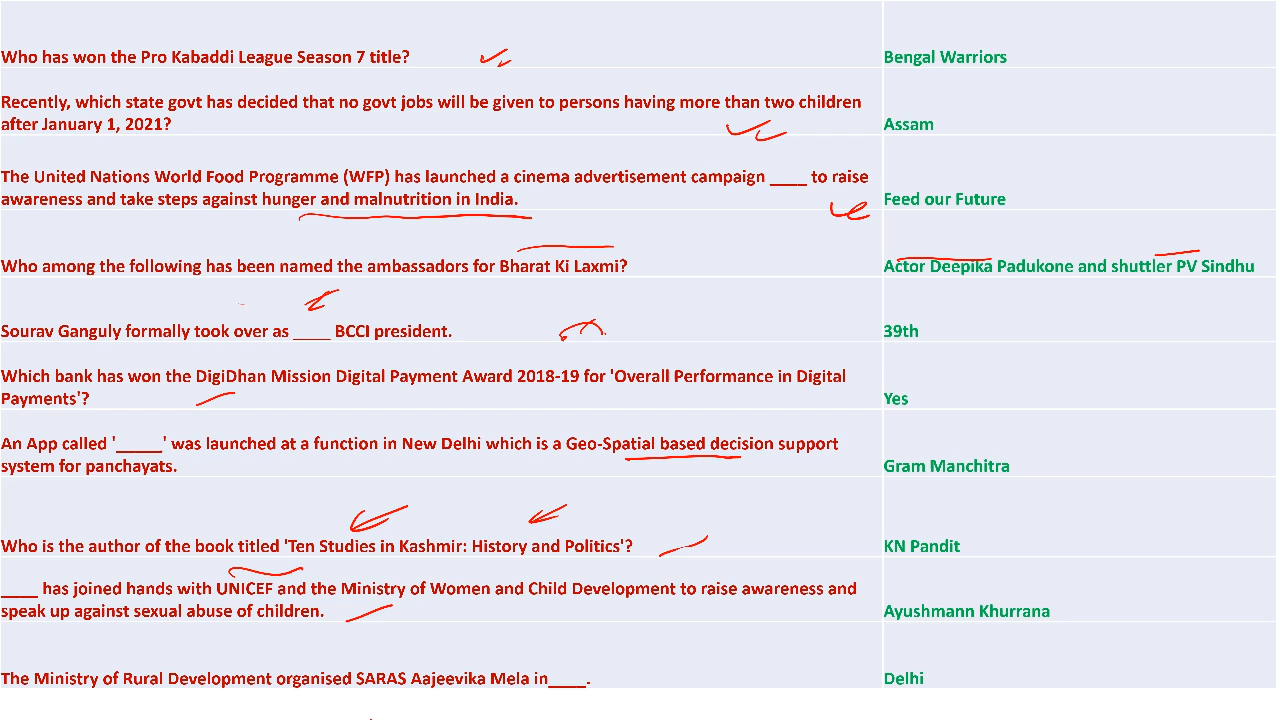 Who has won the Pro Kabaddi League Season 7 title?
Bengal Warriors
Recently, which state govt has decided that no govt jobs will be given to persons having more than two children
after January 1, 2021?
Assam
The United Nations World Food Programme (WFP) has launched a cinema advertisement campaign ____ to raise
awareness and take steps against hunger and malnutrition in India.
Feed our Future
Who among the following has been named the ambassadors for Bharat Ki Laxmi?
Actor Deepika Padukone and shuttler PV Sindhu
Sourav Ganguly formally took over as ____ BCCI president.
39th
Which bank has won the DigiDhan Mission Digital Payment Award 2018-19 for 'Overall Performance in Digital
Payments'?
Yes
An App called '_____' was launched at a function in New Delhi which is a Geo-Spatial based decision support
system for panchayats.
Gram Manchitra
Who is the author of the book titled 'Ten Studies in Kashmir: History and Politics'?
KN Pandit
____ has joined hands with UNICEF and the Ministry of Women and Child Development to raise awareness and
speak up against sexual abuse of children.
Ayushmann Khurrana
The Ministry of Rural Development organised SARAS Aajeevika Mela in____.
Delhi